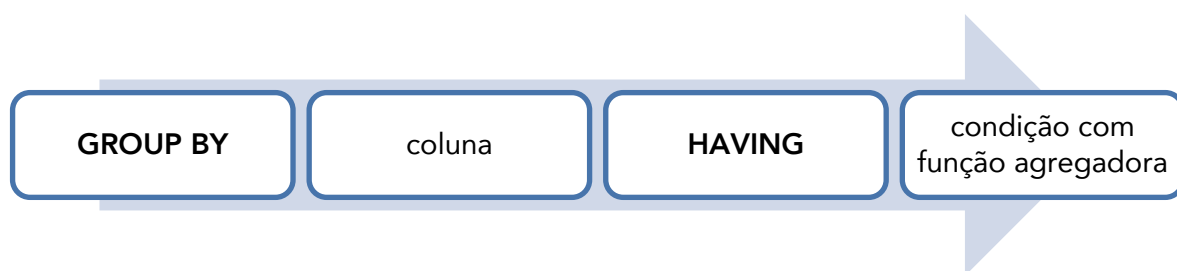 GROUP BY
coluna
HAVING
condição com
função agregadora